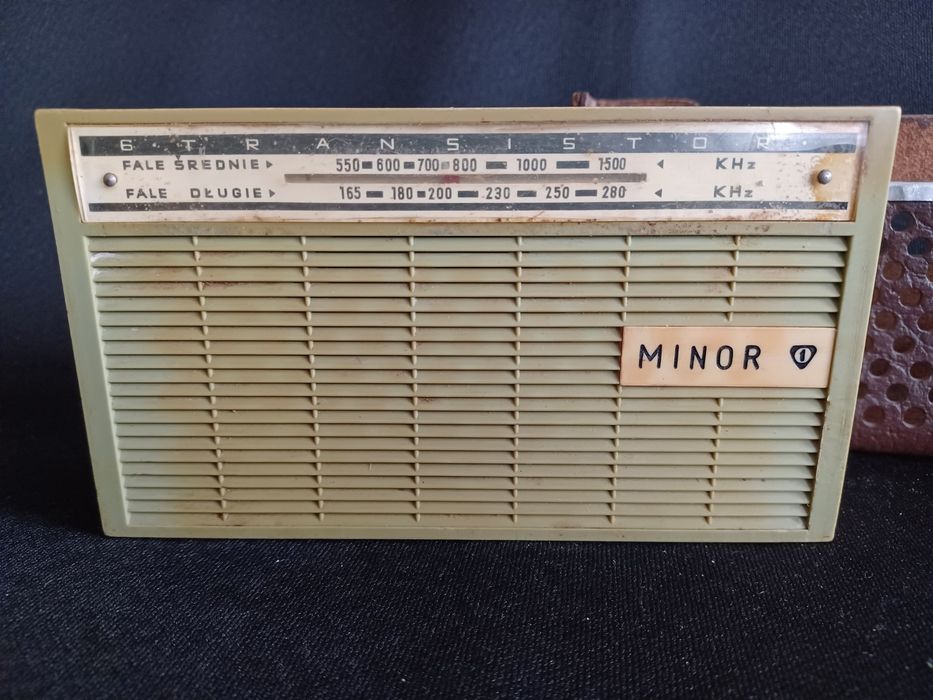 6 · T R A N S I S T O R ·
FALE ŚREDNIE ▸ 550 600 700 800 1000 1500 ◂ KHz
FALE DŁUGIE ▸ 165 180 200 230 250 280 ◂ KHz
MINOR 1